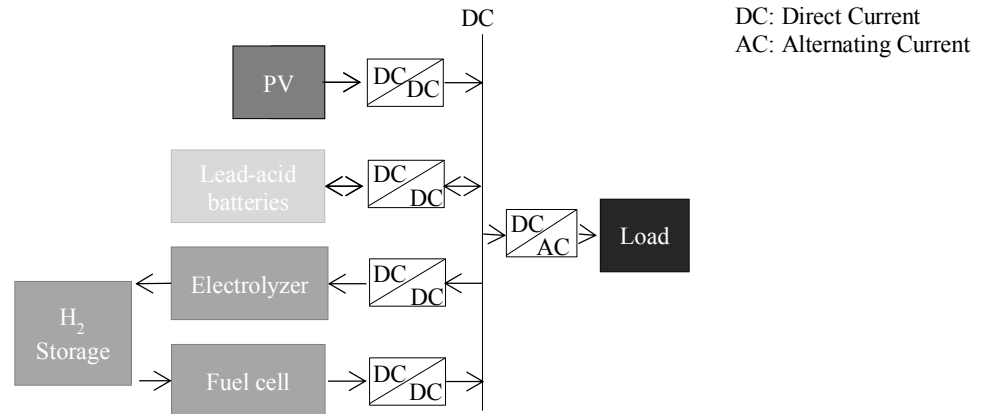 DC
DC: Direct Current
AC: Alternating Current
PV
DC
DC
Lead-acid
batteries
DC
DC
DC
AC
Load
Electrolyzer
DC
DC
H₂
Storage
Fuel cell
DC
DC